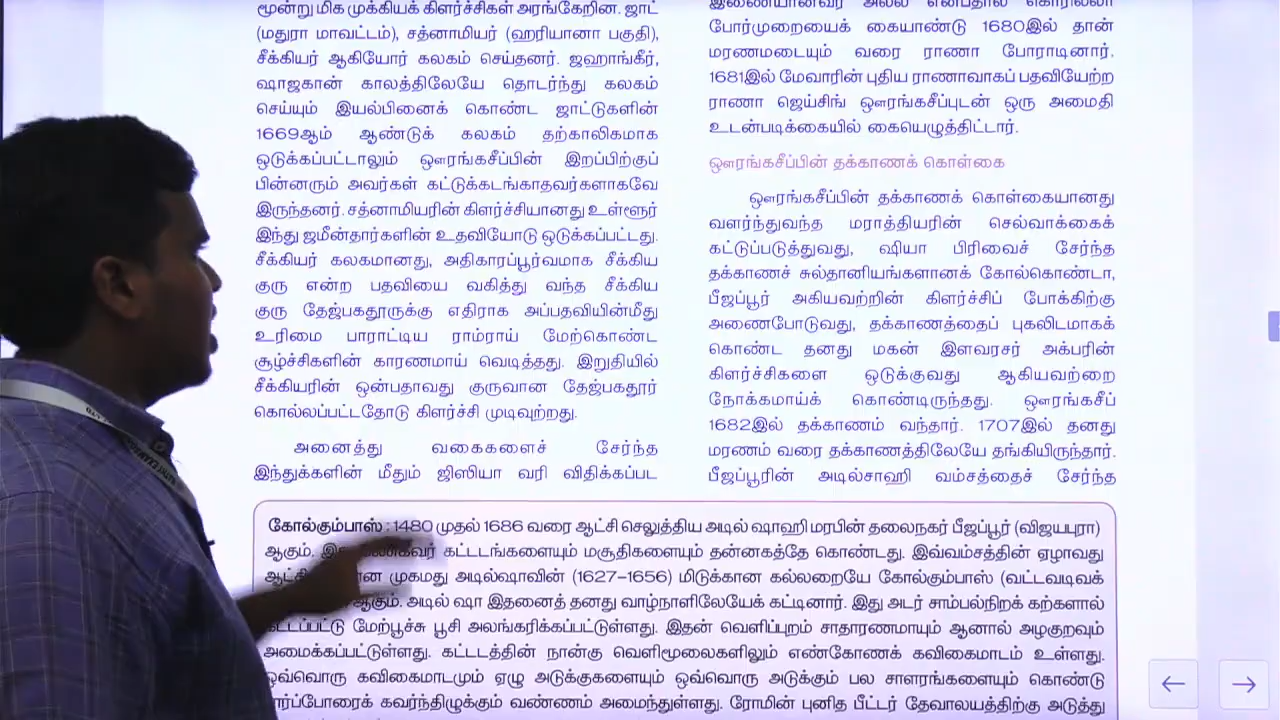 மூன்று மிக முக்கியக் கிளர்ச்சிகள் அரங்கேறின. ஜாட்
(மதுரா மாவட்டம்), சத்னாமியர் (ஹரியானா பகுதி),
சீக்கியர் ஆகியோர் கலகம் செய்தனர். ஜஹாங்கீர்,
ஷாஜகான் காலத்திலேயே தொடர்ந்து கலகம்
செய்யும் இயல்பினைக் கொண்ட ஜாட்டுகளின்
1669ஆம் ஆண்டுக் கலகம் தற்காலிகமாக
ஒடுக்கப்பட்டாலும் ஔரங்கசீப்பின் இறப்பிற்குப்
பின்னரும் அவர்கள் கட்டுக்கடங்காதவர்களாகவே
இருந்தனர். சத்னாமியரின் கிளர்ச்சியானது உள்ளூர்
இந்து ஜமீன்தார்களின் உதவியோடு ஒடுக்கப்பட்டது.
சீக்கியர் கலகமானது, அதிகாரப்பூர்வமாக சீக்கிய
குரு என்ற பதவியை வகித்து வந்த சீக்கிய
குரு தேஜ்பகதூருக்கு எதிராக அப்பதவியின்மீது
உரிமை பாராட்டிய ராம்ராய் மேற்கொண்ட
சூழ்ச்சிகளின் காரணமாய் வெடித்தது. இறுதியில்
சீக்கியரின் ஒன்பதாவது குருவான தேஜ்பகதூர்
கொல்லப்பட்டதோடு கிளர்ச்சி முடிவுற்றது.
அனைத்து வகைகளைச் சேர்ந்த
இந்துக்களின் மீதும் ஜிஸியா வரி விதிக்கப்பட
இணையானவர் அல்ல என்பதால் கொரில்லா
போர்முறையைக் கையாண்டு 1680இல் தான்
மரணமடையும் வரை ராணா போராடினார்.
1681இல் மேவாரின் புதிய ராணாவாகப் பதவியேற்ற
ராணா ஜெய்சிங் ஔரங்கசீப்புடன் ஒரு அமைதி
உடன்படிக்கையில் கையெழுத்திட்டார்.
ஔரங்கசீப்பின் தக்காணக் கொள்கை
ஔரங்கசீப்பின் தக்காணக் கொள்கையானது
வளர்ந்துவந்த மராத்தியரின் செல்வாக்கைக்
கட்டுப்படுத்துவது, ஷியா பிரிவைச் சேர்ந்த
தக்காணச் சுல்தானியங்களானக் கோல்கொண்டா,
பீஜப்பூர் அகியவற்றின் கிளர்ச்சிப் போக்கிற்கு
அணைபோடுவது, தக்காணத்தைப் புகலிடமாகக்
கொண்ட தனது மகன் இளவரசர் அக்பரின்
கிளர்ச்சிகளை ஒடுக்குவது ஆகியவற்றை
நோக்கமாய்க் கொண்டிருந்தது. ஔரங்கசீப்
1682இல் தக்காணம் வந்தார். 1707இல் தனது
மரணம் வரை தக்காணத்திலேயே தங்கியிருந்தார்.
பீஜப்பூரின் அடில்சாஹி வம்சத்தைச் சேர்ந்த
கோல்கும்பாஸ் : 1480 முதல் 1686 வரை ஆட்சி செலுத்திய அடில் ஷாஹி மரபின் தலைநகர் பீஜப்பூர் (விஜயபுரா)
ஆகும். கட்டடங்களையும் மசூதிகளையும் தன்னகத்தே கொண்டது. இவ்வம்சத்தின் ஏழாவது
முகமது அடில்ஷாவின் (1627–1656) மிடுக்கான கல்லறையே கோல்கும்பாஸ் (வட்டவடிவக்
ஆகும். அடில் ஷா இதனைத் தனது வாழ்நாளிலேயேக் கட்டினார். இது அடர் சாம்பல்நிறக் கற்களால்
கட்டப்பட்டு மேற்பூச்சு பூசி அலங்கரிக்கப்பட்டுள்ளது. இதன் வெளிப்புறம் சாதாரணமாயும் ஆனால் அழகுறவும்
அமைக்கப்பட்டுள்ளது. கட்டடத்தின் நான்கு வெளிமூலைகளிலும் எண்கோணக் கவிகைமாடம் உள்ளது.
ஒவ்வொரு கவிகைமாடமும் ஏழு அடுக்குகளையும் ஒவ்வொரு அடுக்கும் பல சாளரங்களையும் கொண்டு
பார்ப்போரைக் கவர்ந்திழுக்கும் வண்ணம் அமைந்துள்ளது. ரோமின் புனித பீட்டர் தேவாலயத்திற்கு அடுத்து